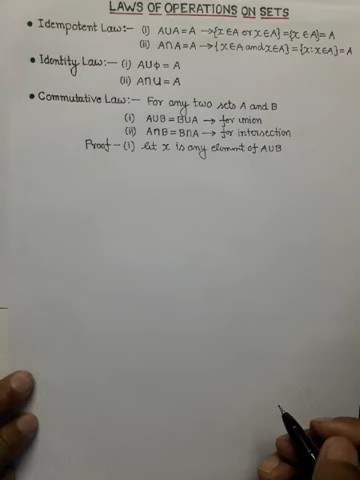 LAWS OF OPERATIONS ON SETS
• Idempotent Law:- (i) A∪A = A → {x∈A or x∈A} = {x∈A} = A
(ii) A∩A = A → {x∈A and x∈A} = {x:x∈A} = A
• Identity Law:- (i) A∪ϕ = A
(ii) A∩U = A
• Commutative Law:- For any two sets A and B
(i) A∪B = B∪A → for union
(ii) A∩B = B∩A → for intersection
Proof - (i) let x is any element of A∪B